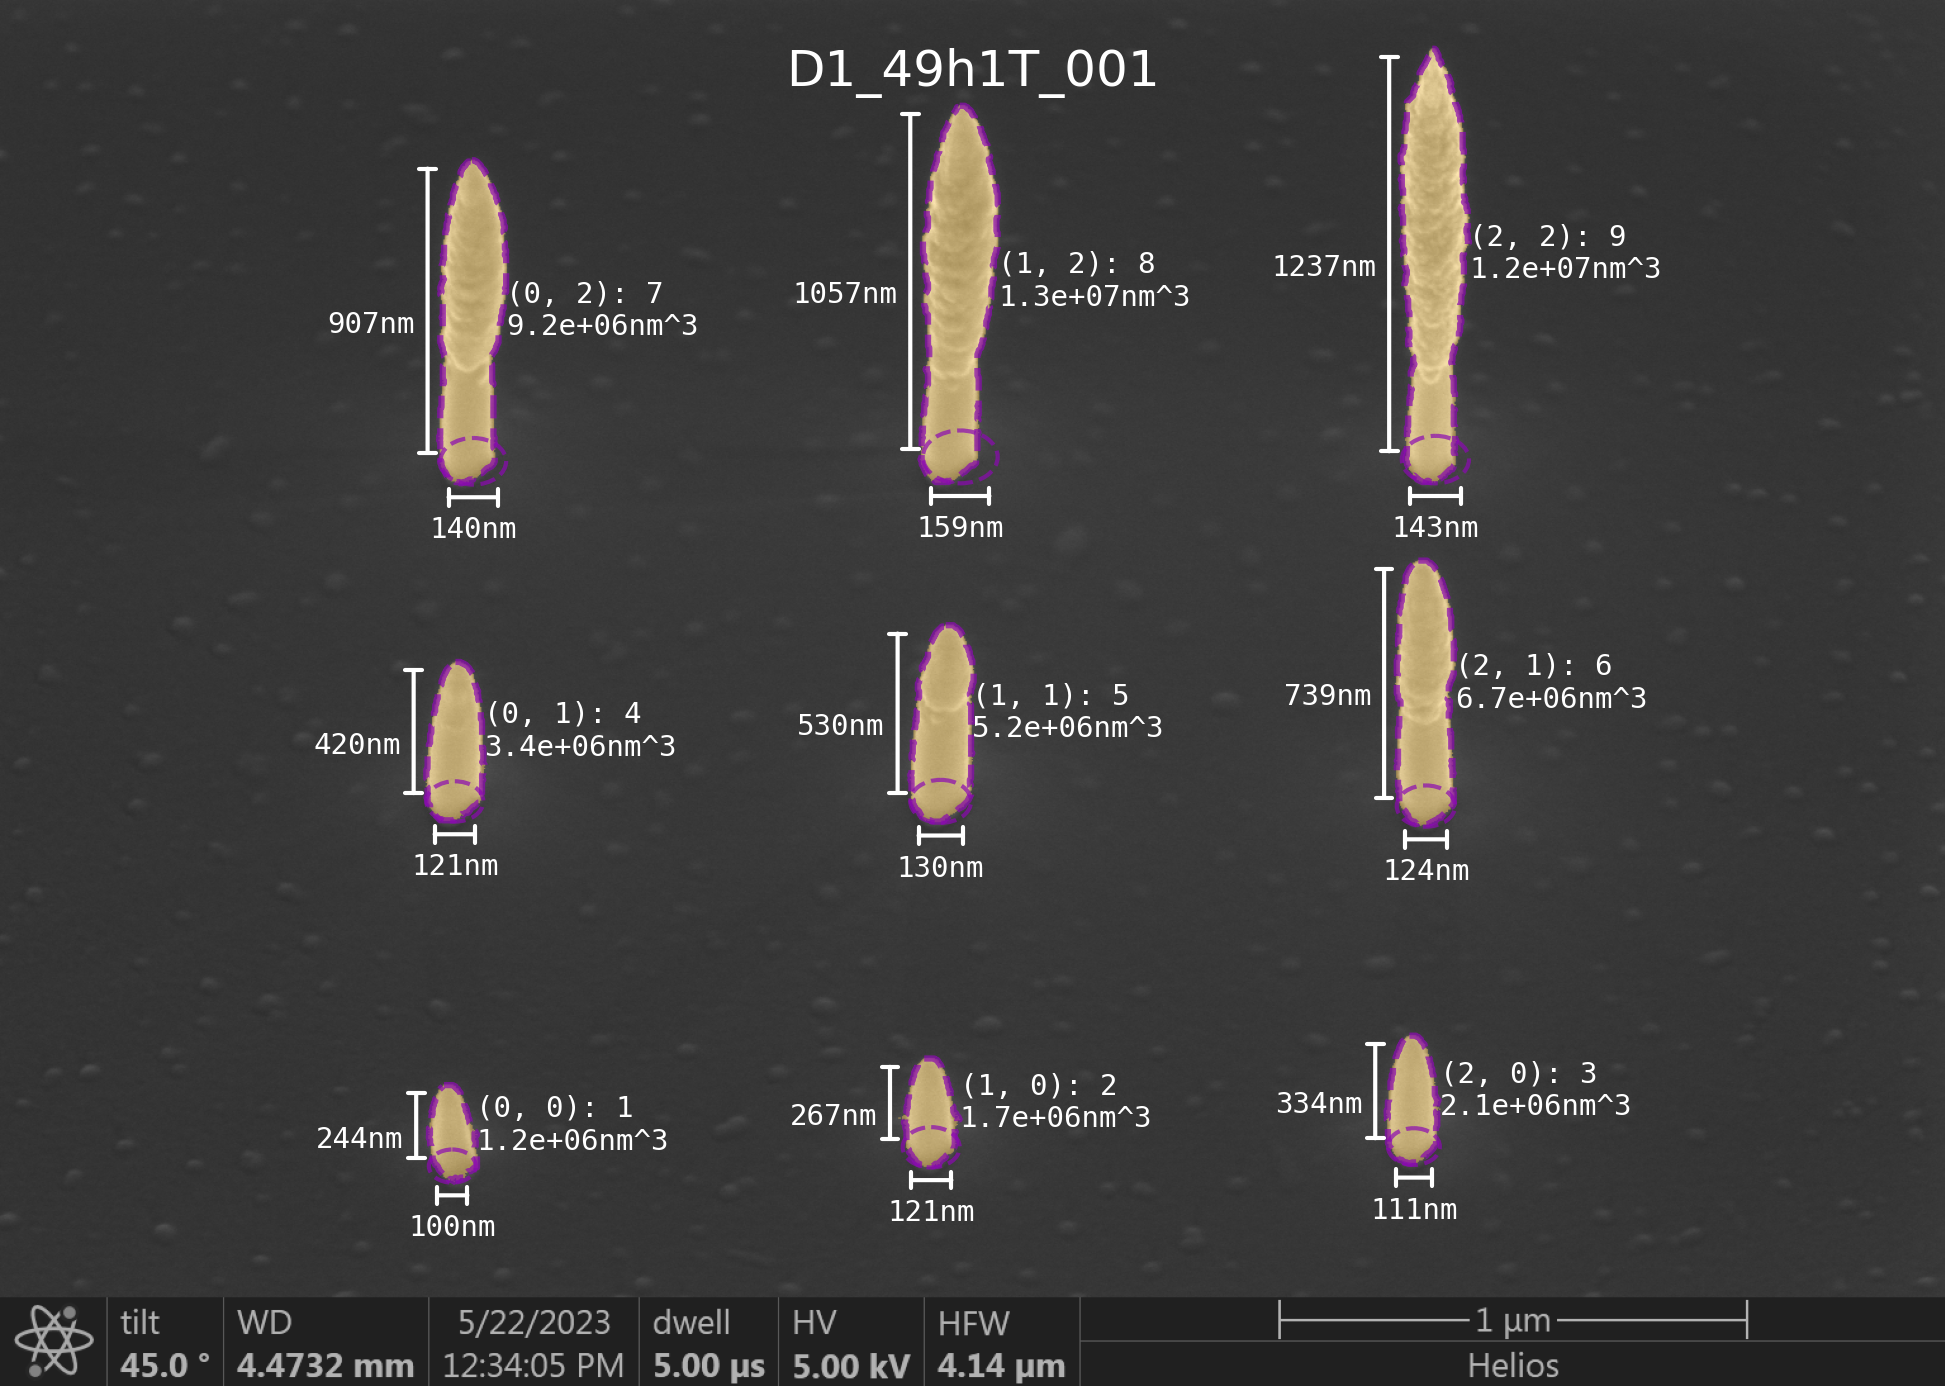 D1_49h1T_001
907nm
(0, 2): 7
9.2e+06nm^3
140nm
1057nm
(1, 2): 8
1.3e+07nm^3
159nm
1237nm
(2, 2): 9
1.2e+07nm^3
143nm
420nm
(0, 1): 4
3.4e+06nm^3
121nm
530nm
(1, 1): 5
5.2e+06nm^3
130nm
739nm
(2, 1): 6
6.7e+06nm^3
124nm
244nm
(0, 0): 1
1.2e+06nm^3
100nm
267nm
(1, 0): 2
1.7e+06nm^3
121nm
334nm
(2, 0): 3
2.1e+06nm^3
111nm
tilt
45.0 °
WD
4.4732 mm
5/22/2023
12:34:05 PM
dwell
5.00 µs
HV
5.00 kV
HFW
4.14 µm
1 µm
Helios